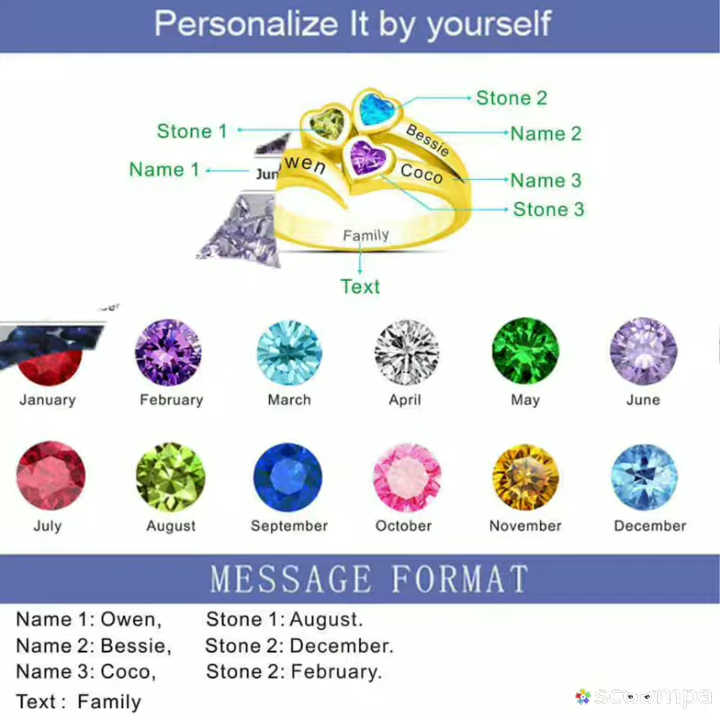 Personalize It by yourself
Stone 2
Stone 1
Bessie
Name 2
Name 1
Jun
wen
Coco
Name 3
Stone 3
Family
Text
January
February
March
April
May
June
July
August
September
October
November
December
MESSAGE FORMAT
Name 1: Owen, Stone 1: August.
Name 2: Bessie, Stone 2: December.
Name 3: Coco, Stone 2: February.
Text : Family
scoompa